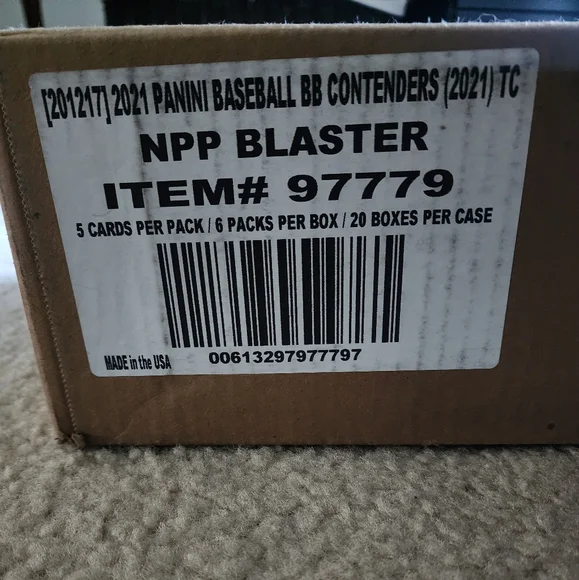 [201217] 2021 PANINI BASEBALL BB CONTENDERS (2021) TC
NPP BLASTER
ITEM# 97779
5 CARDS PER PACK / 6 PACKS PER BOX / 20 BOXES PER CASE
MADE in the USA
00613297977797